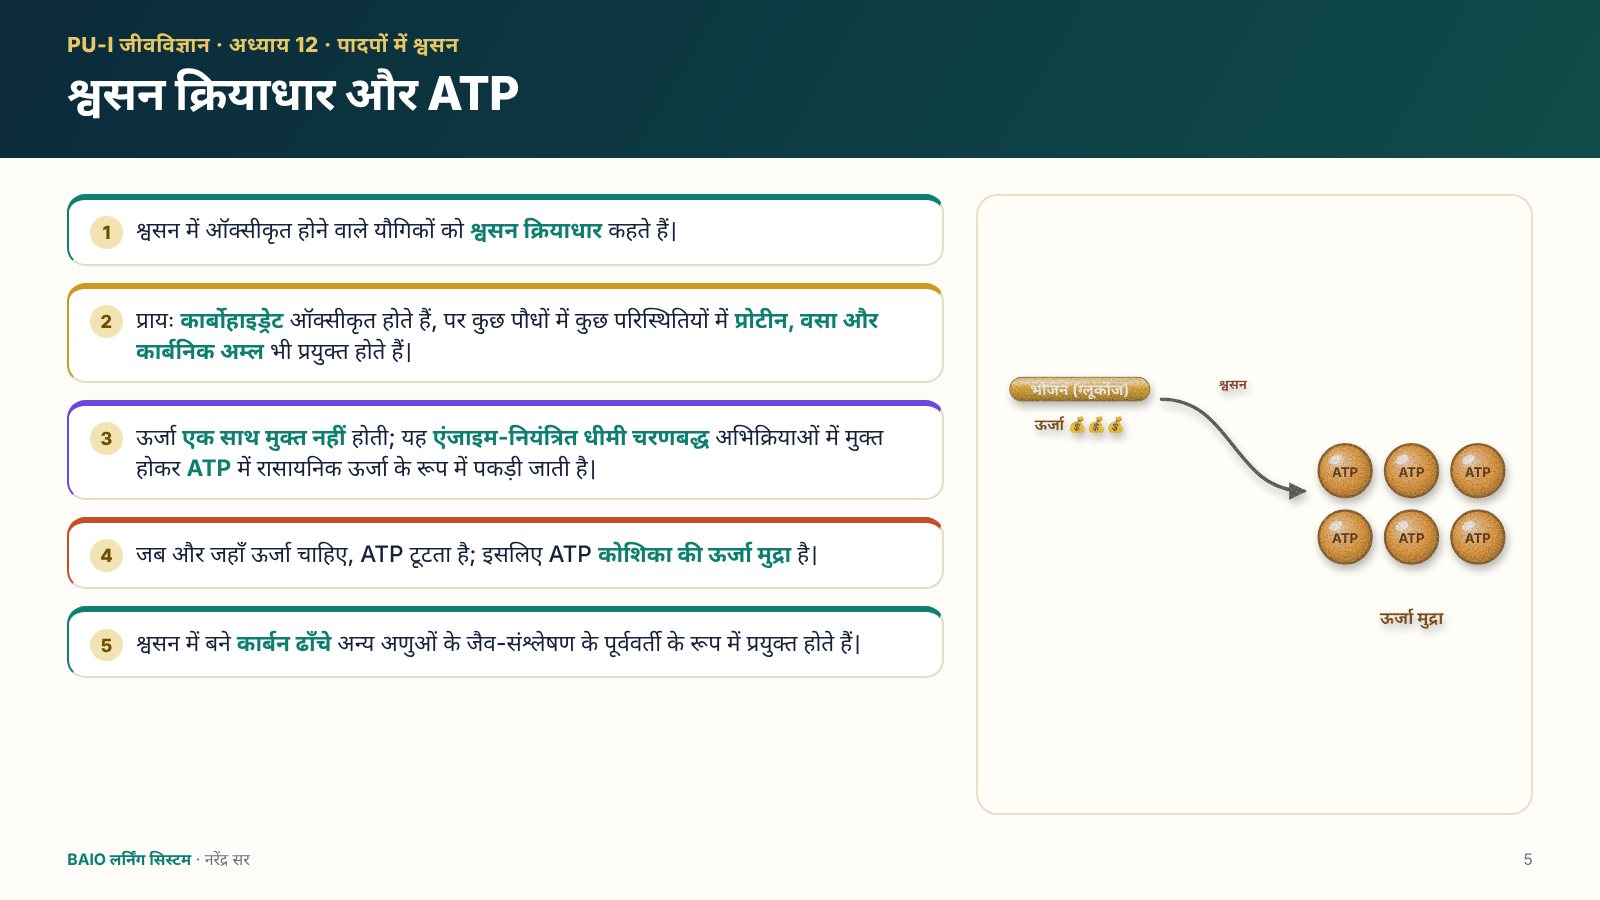 PU-I जीवविज्ञान · अध्याय 12 · पादपों में श्वसन
श्वसन क्रियाधार और ATP
1 श्वसन में ऑक्सीकृत होने वाले यौगिकों को श्वसन क्रियाधार कहते हैं|
2 प्रायः कार्बोहाइड्रेट ऑक्सीकृत होते हैं, पर कुछ पौधों में कुछ परिस्थितियों में प्रोटीन, वसा और
कार्बनिक अम्ल भी प्रयुक्त होते हैं|
3 ऊर्जा एक साथ मुक्त नहीं होती; यह एंजाइम-नियंत्रित धीमी चरणबद्ध अभिक्रियाओं में मुक्त
होकर ATP में रासायनिक ऊर्जा के रूप में पकड़ी जाती है|
4 जब और जहाँ ऊर्जा चाहिए, ATP टूटता है; इसलिए ATP कोशिका की ऊर्जा मुद्रा है|
5 श्वसन में बने कार्बन ढाँचे अन्य अणुओं के जैव-संश्लेषण के पूर्ववर्ती के रूप में प्रयुक्त होते हैं|
भोजन (ग्लूकोज)
ऊर्जा 💰💰💰
श्वसन
ATP ATP ATP
ATP ATP ATP
ऊर्जा मुद्रा
BAIO लर्निंग सिस्टम · नरेंद्र सर
5